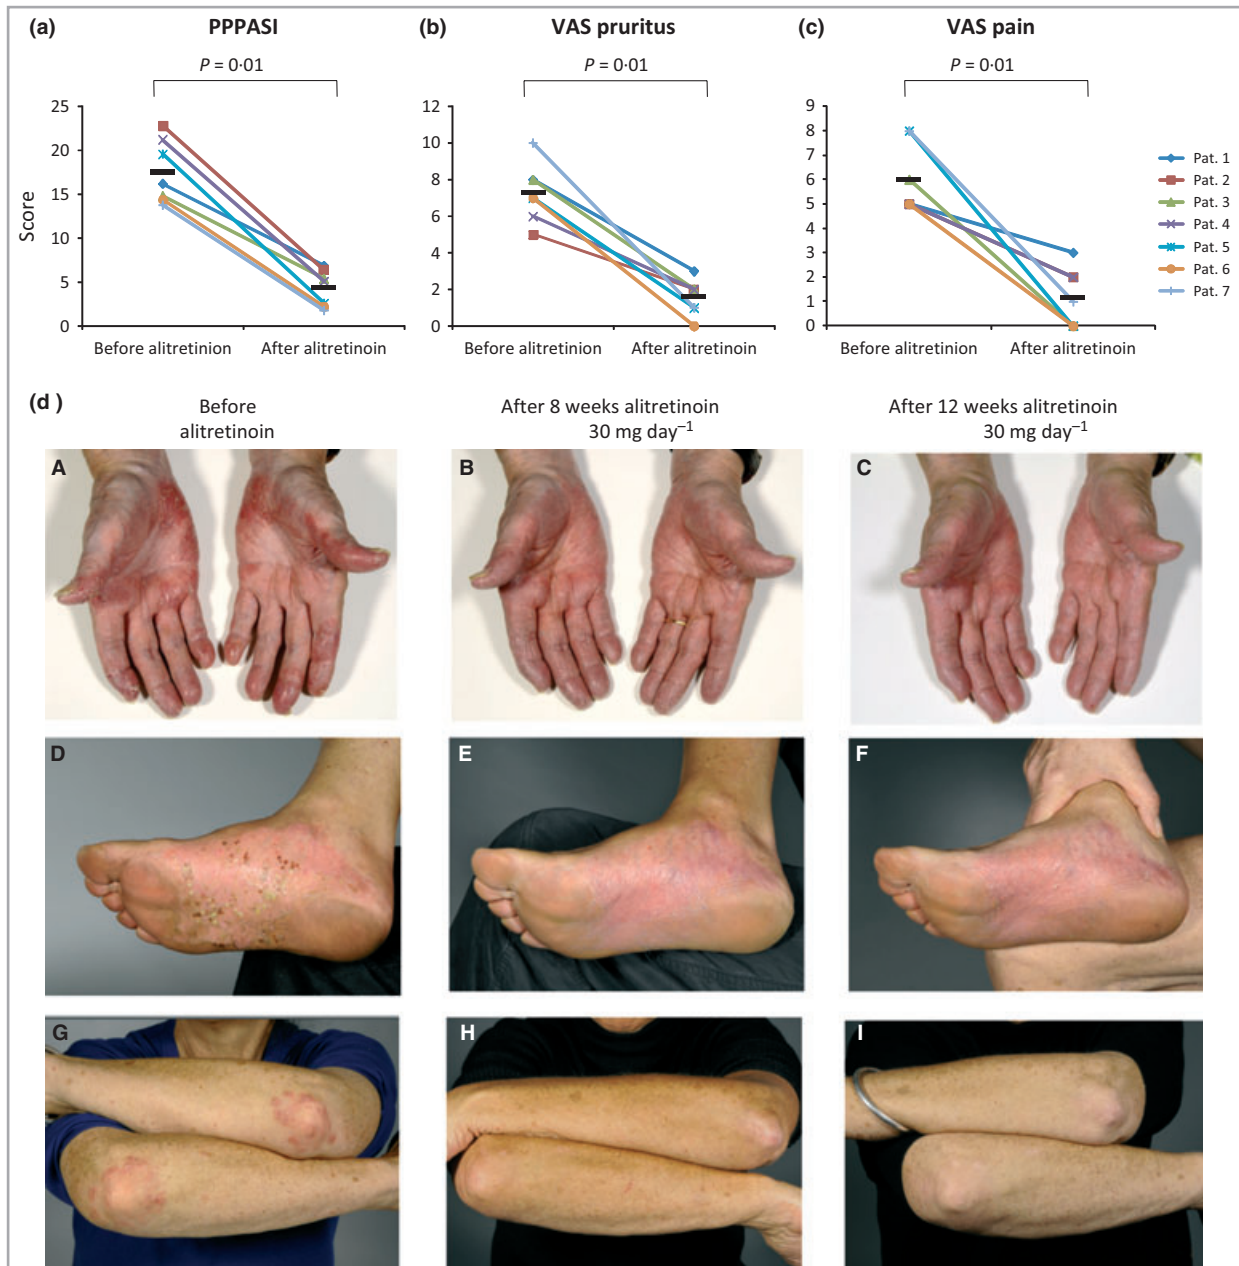 (a) PPPASI
P = 0·01
Score
25
20
15
10
5
0
Before alitretinion After alitretinoin
(b) VAS pruritus
P = 0·01
12
10
8
6
4
2
0
Before alitretinion After alitretinoin
(c) VAS pain
P = 0·01
9
8
7
6
5
4
3
2
1
0
Before alitretinion After alitretinoin
Pat. 1
Pat. 2
Pat. 3
Pat. 4
Pat. 5
Pat. 6
Pat. 7
(d )
Before
alitretinoin
After 8 weeks alitretinoin
30 mg day⁻¹
After 12 weeks alitretinoin
30 mg day⁻¹
A
B
C
D
E
F
G
H
I